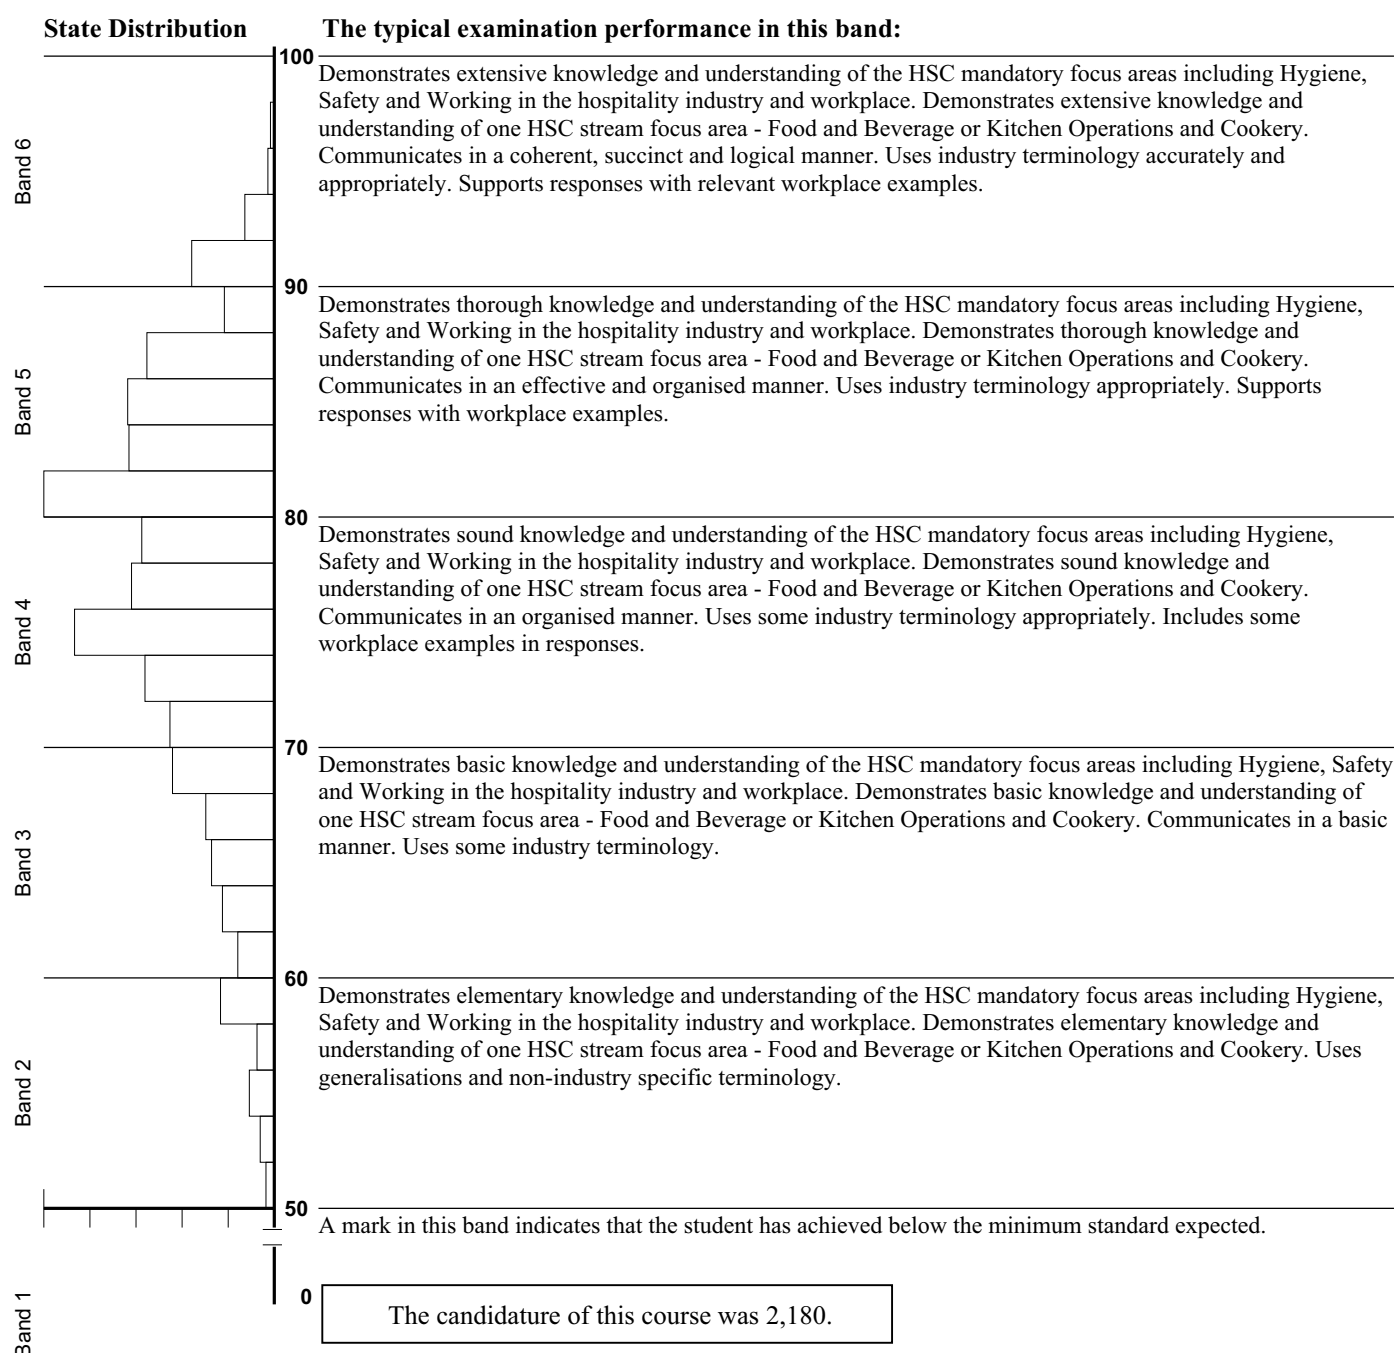 State Distribution
The typical examination performance in this band:
100
Band 6
Demonstrates extensive knowledge and understanding of the HSC mandatory focus areas including Hygiene,
Safety and Working in the hospitality industry and workplace. Demonstrates extensive knowledge and
understanding of one HSC stream focus area - Food and Beverage or Kitchen Operations and Cookery.
Communicates in a coherent, succinct and logical manner. Uses industry terminology accurately and
appropriately. Supports responses with relevant workplace examples.
90
Band 5
Demonstrates thorough knowledge and understanding of the HSC mandatory focus areas including Hygiene,
Safety and Working in the hospitality industry and workplace. Demonstrates thorough knowledge and
understanding of one HSC stream focus area - Food and Beverage or Kitchen Operations and Cookery.
Communicates in an effective and organised manner. Uses industry terminology appropriately. Supports
responses with workplace examples.
80
Band 4
Demonstrates sound knowledge and understanding of the HSC mandatory focus areas including Hygiene,
Safety and Working in the hospitality industry and workplace. Demonstrates sound knowledge and
understanding of one HSC stream focus area - Food and Beverage or Kitchen Operations and Cookery.
Communicates in an organised manner. Uses some industry terminology appropriately. Includes some
workplace examples in responses.
70
Band 3
Demonstrates basic knowledge and understanding of the HSC mandatory focus areas including Hygiene, Safety
and Working in the hospitality industry and workplace. Demonstrates basic knowledge and understanding of
one HSC stream focus area - Food and Beverage or Kitchen Operations and Cookery. Communicates in a basic
manner. Uses some industry terminology.
60
Band 2
Demonstrates elementary knowledge and understanding of the HSC mandatory focus areas including Hygiene,
Safety and Working in the hospitality industry and workplace. Demonstrates elementary knowledge and
understanding of one HSC stream focus area - Food and Beverage or Kitchen Operations and Cookery. Uses
generalisations and non-industry specific terminology.
50
A mark in this band indicates that the student has achieved below the minimum standard expected.
0
Band 1
The candidature of this course was 2,180.